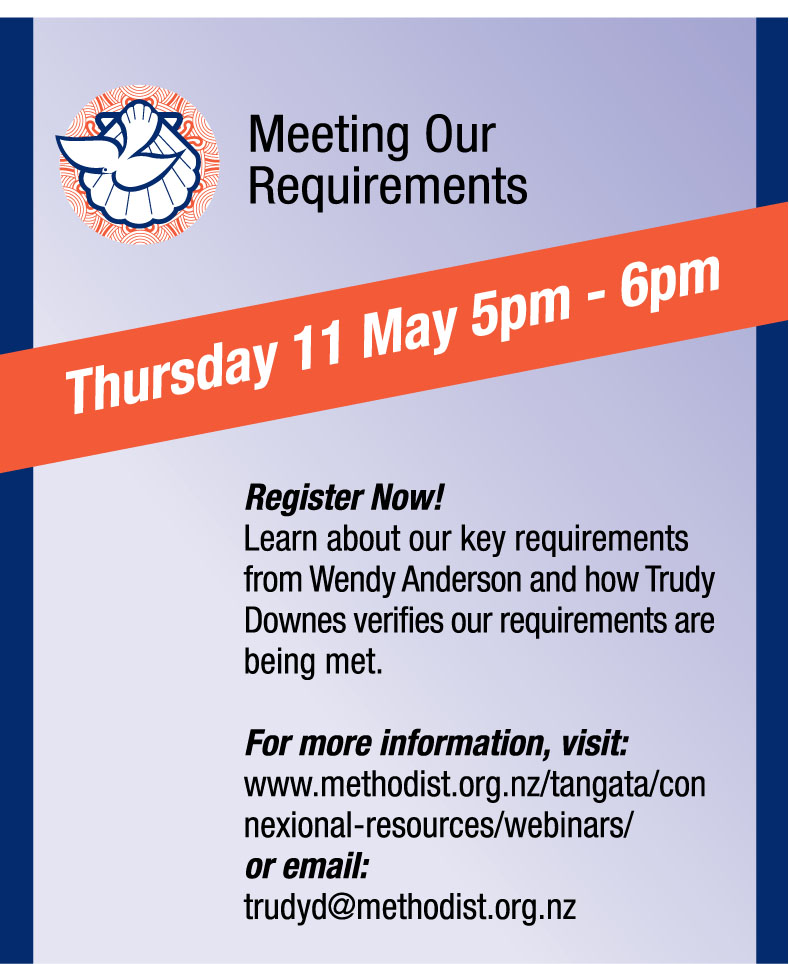 Meeting Our
Requirements
Thursday 11 May 5pm - 6pm
Register Now!
Learn about our key requirements
from Wendy Anderson and how Trudy
Downes verifies our requirements are
being met.
For more information, visit:
www.methodist.org.nz/tangata/con
nexional-resources/webinars/
or email:
trudyd@methodist.org.nz